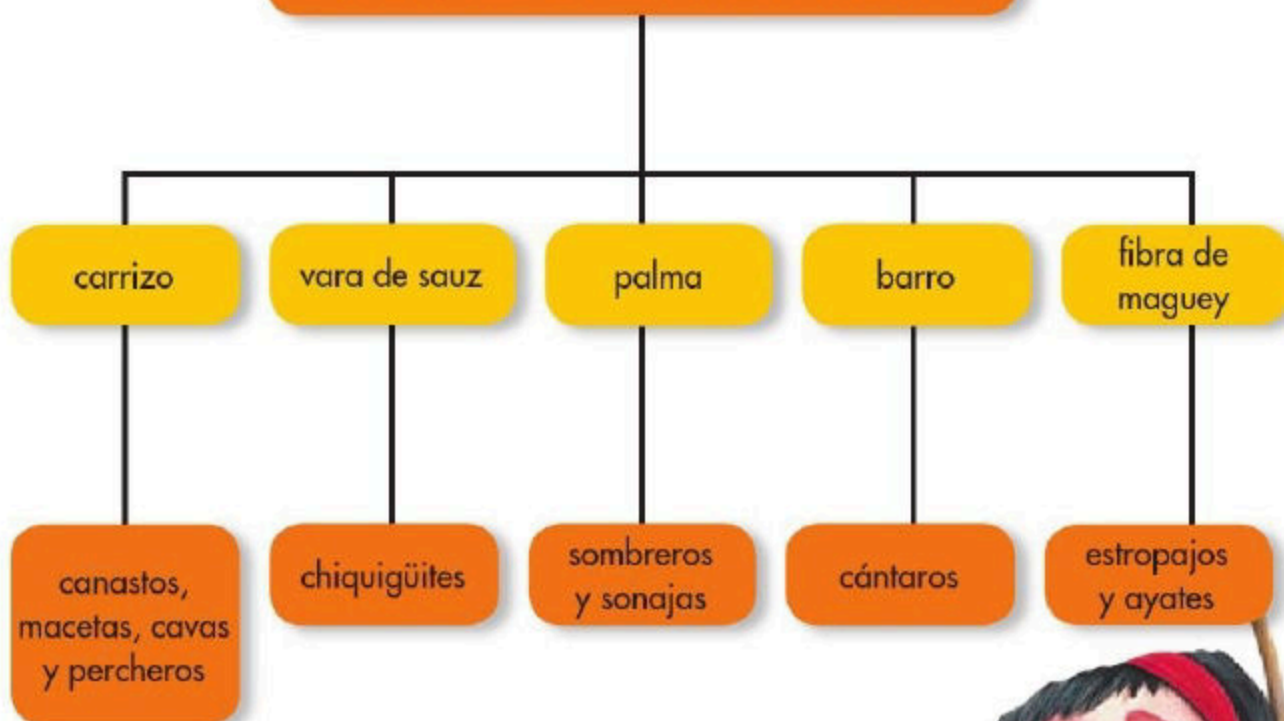 carrizo
vara de sauz
palma
barro
fibra de
maguey
canastos,
macetas, cavas
y percheros
chiquigüites
sombreros
y sonajas
cántaros
estropajos
y ayates